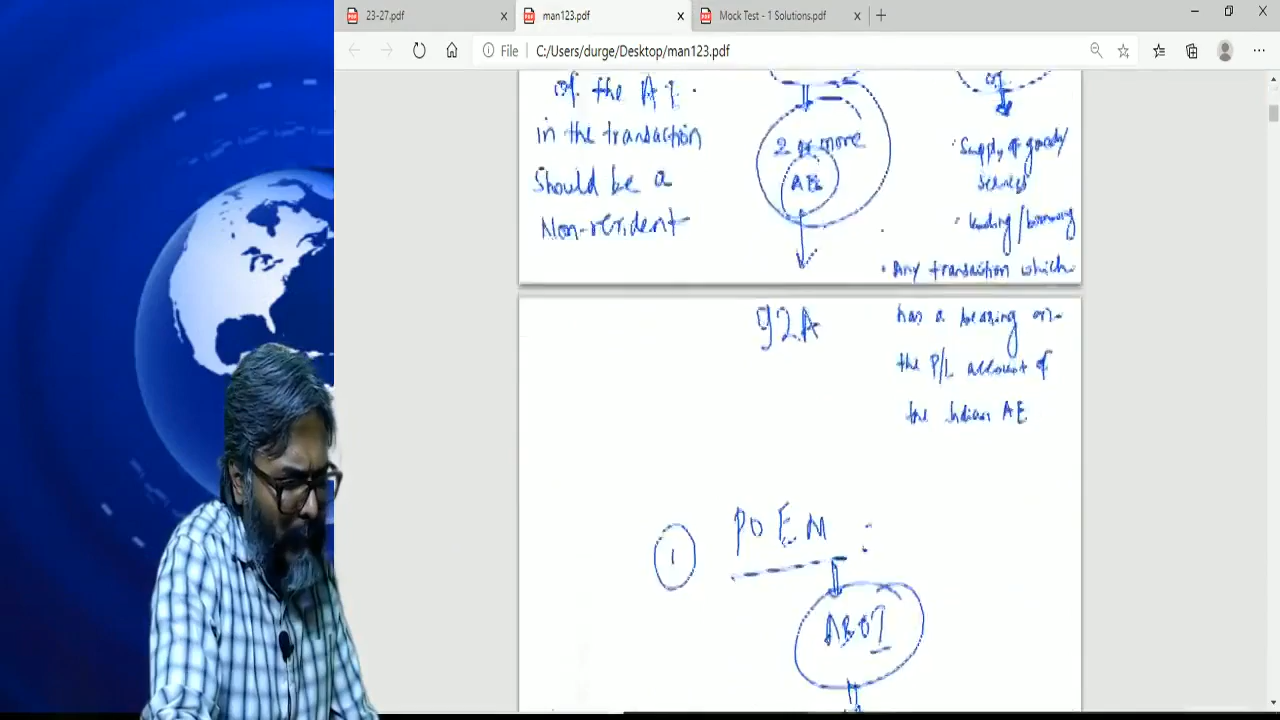 23-27.pdf
man123.pdf
Mock Test - 1 Solutions.pdf
File C:/Users/durge/Desktop/man123.pdf
of the
in the transaction
should be a
Non-resident
2 or more
AEs
of
Supply of goods/
services
lending/borrowing
Any transaction which
92A
has a bearing on
the P/L account of
the Indian AE
1
POEM :
ABOI